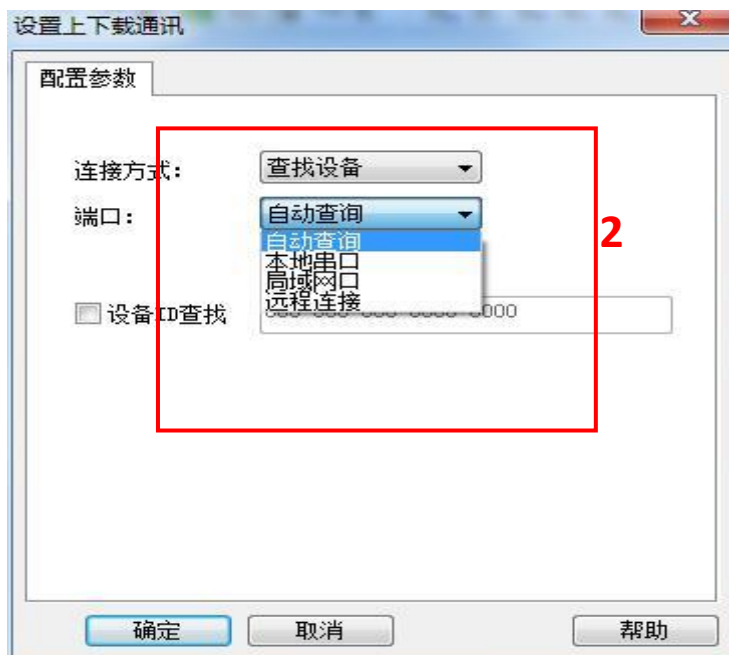 设置上下载通讯
配置参数
连接方式： 查找设备
端口： 自动查询
2
自动查询
本地串口
局域网口
远程连接
设备ID查找
确定 取消 帮助